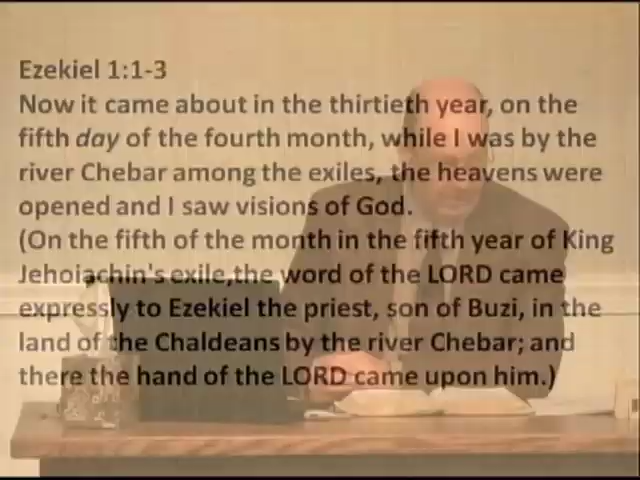 Ezekiel 1:1-3
Now it came about in the thirtieth year, on the
fifth day of the fourth month, while I was by the
river Chebar among the exiles, the heavens were
opened and I saw visions of God.
(On the fifth of the month in the fifth year of King
Jehoiachin's exile,the word of the LORD came
expressly to Ezekiel the priest, son of Buzi, in the
land of the Chaldeans by the river Chebar; and
there the hand of the LORD came upon him.)